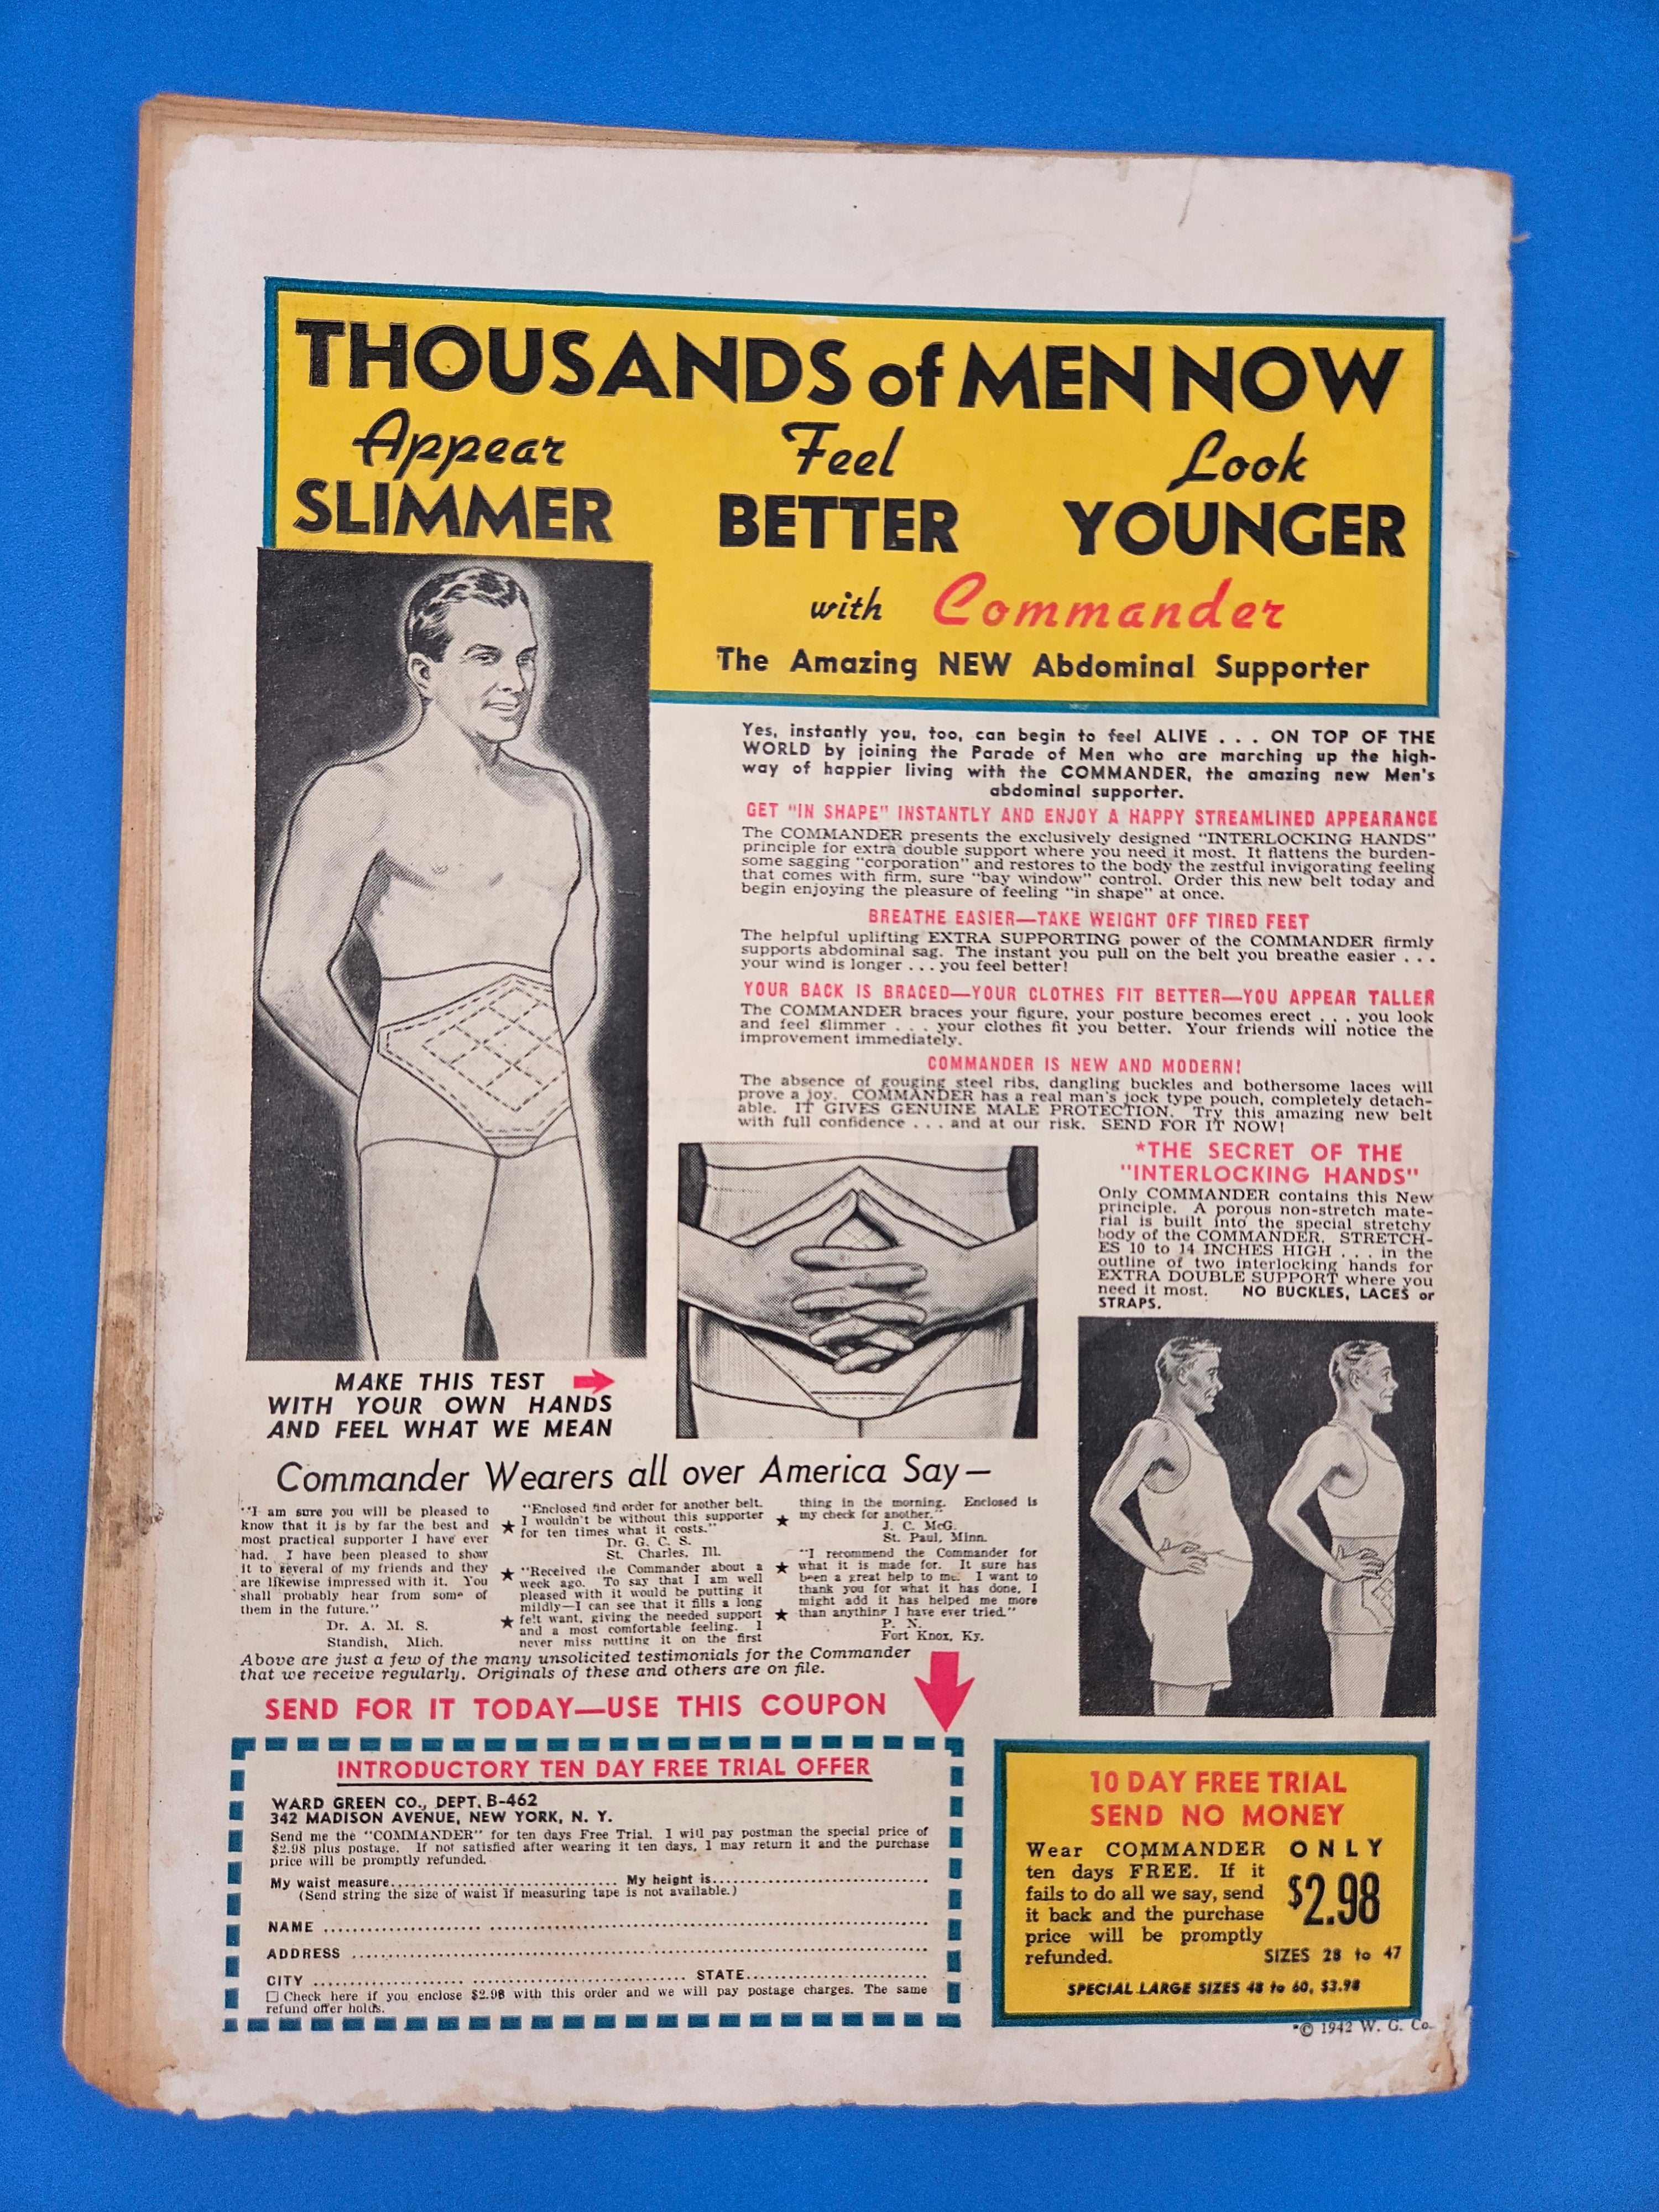 THOUSANDS of MEN NOW
Appear Feel Look
SLIMMER BETTER YOUNGER
with Commander
The Amazing NEW Abdominal Supporter
Yes, instantly you, too, can begin to feel ALIVE . . . ON TOP OF THE
WORLD by joining the Parade of Men who are marching up the high-
way of happier living with the COMMANDER, the amazing new Men's
abdominal supporter.
GET "IN SHAPE" INSTANTLY AND ENJOY A HAPPY STREAMLINED APPEARANCE
The COMMANDER presents the exclusively designed "INTERLOCKING HANDS"
principle for extra double support where you need it most. It flattens the burden-
some sagging "corporation" and restores to the body the zestful invigorating feeling
that comes with firm, sure "bay window" control. Order this new belt today and
begin enjoying the pleasure of feeling "in shape" at once.
BREATHE EASIER—TAKE WEIGHT OFF TIRED FEET
The helpful uplifting EXTRA SUPPORTING power of the COMMANDER firmly
supports abdominal sag. The instant you pull on the belt you breathe easier . . .
your wind is longer . . . you feel better!
YOUR BACK IS BRACED—YOUR CLOTHES FIT BETTER—YOU APPEAR TALLER
The COMMANDER braces your figure, your posture becomes erect . . . you look
and feel slimmer . . . your clothes fit you better. Your friends will notice the
improvement immediately.
COMMANDER IS NEW AND MODERN!
The absence of gouging steel ribs, dangling buckles and bothersome laces will
prove a joy. COMMANDER has a real man's jock type pouch, completely detach-
able. IT GIVES GENUINE MALE PROTECTION. Try this amazing new belt
with full confidence . . . and at our risk. SEND FOR IT NOW!
*THE SECRET OF THE
"INTERLOCKING HANDS"
Only COMMANDER contains this New
principle. A porous non-stretch mate-
rial is built into the special stretchy
body of the COMMANDER. STRETCH-
ES 10 to 14 INCHES HIGH . . . in the
outline of two interlocking hands for
EXTRA DOUBLE SUPPORT where you
need it most. NO BUCKLES, LACES or
STRAPS.
MAKE THIS TEST
WITH YOUR OWN HANDS
AND FEEL WHAT WE MEAN
Commander Wearers all over America Say—
"I am sure you will be pleased to
know that it is by far the best and
most practical supporter I have ever
had. I have been pleased to show
it to several of my friends and they
are likewise impressed with it. You
shall probably hear from some of
them in the future."
Dr. A. M. S.
Standish, Mich.
"Enclosed find order for another belt.
I wouldn't be without this supporter
for ten times what it costs."
Dr. G. C. S.
St. Charles, Ill.
"Received the Commander about a
week ago. To say that I am well
pleased with it would be putting it
mildly—I can see that it fills a long
felt want, giving the needed support
and a most comfortable feeling. I
never miss putting it on the first
thing in the morning. Enclosed is
my check for another."
J. C. McG.
St. Paul, Minn.
"I recommend the Commander for
what it is made for. It sure has
been a great help to me. I want to
thank you for what it has done, I
might add it has helped me more
than anything I have ever tried."
P. N.
Fort Knox, Ky.
Above are just a few of the many unsolicited testimonials for the Commander
that we receive regularly. Originals of these and others are on file.
SEND FOR IT TODAY—USE THIS COUPON
INTRODUCTORY TEN DAY FREE TRIAL OFFER
WARD GREEN CO., DEPT. B-462
342 MADISON AVENUE, NEW YORK, N. Y.
Send me the "COMMANDER" for ten days Free Trial. I will pay postman the special price of
$2.98 plus postage. If not satisfied after wearing it ten days, I may return it and the purchase
price will be promptly refunded.
My waist measure.............................. My height is..............................
(Send string the size of waist if measuring tape is not available.)
NAME ..............................
ADDRESS ..............................
CITY .............................. STATE..............................
☐ Check here if you enclose $2.98 with this order and we will pay postage charges. The same
refund offer holds.
10 DAY FREE TRIAL
SEND NO MONEY
Wear COMMANDER
ten days FREE. If it
fails to do all we say, send
it back and the purchase
price will be promptly
refunded.
ONLY
$2.98
SIZES 28 to 47
SPECIAL LARGE SIZES 48 to 60, $3.98
*© 1942 W. G. Co.